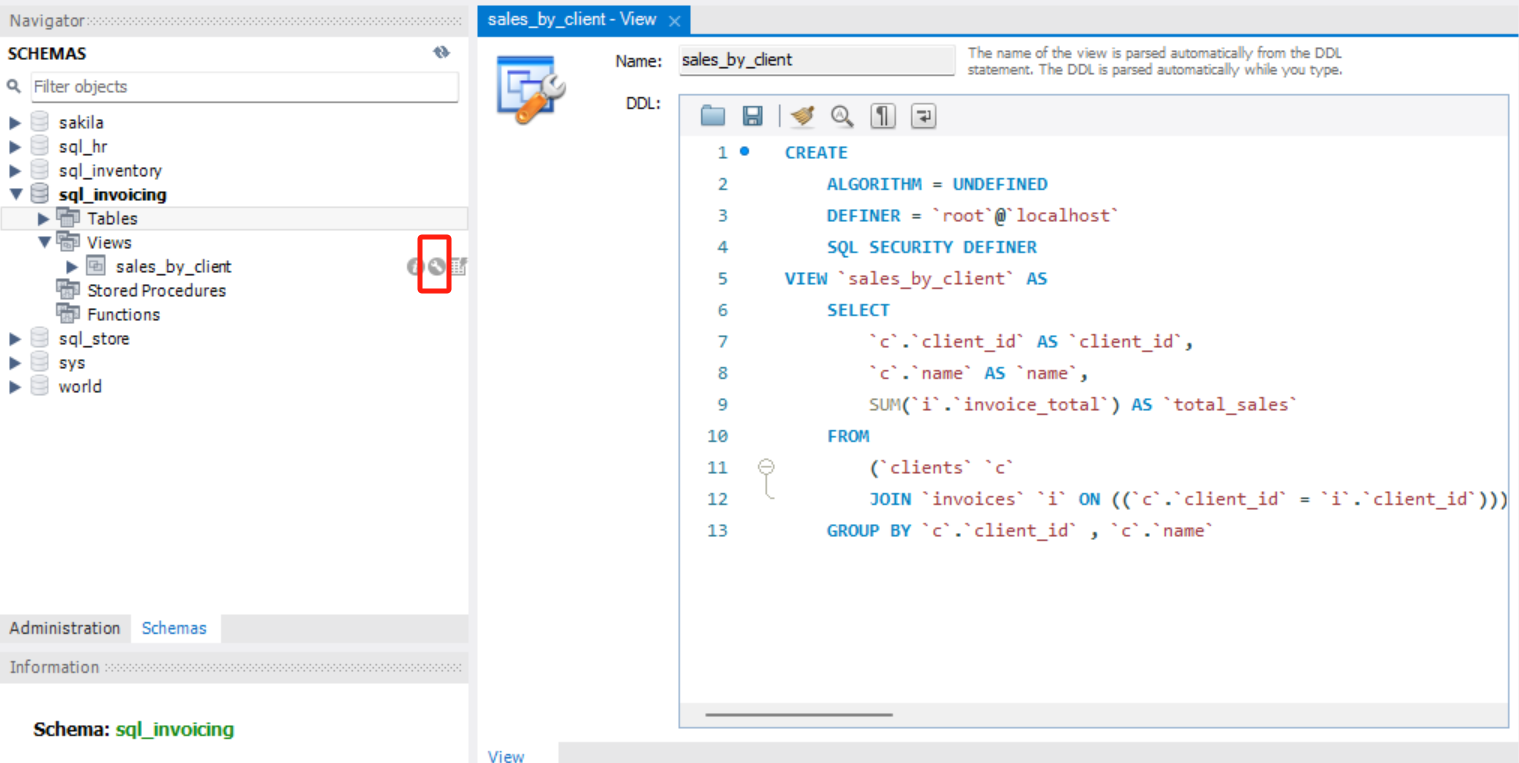 Navigator
SCHEMAS
Filter objects
sakila
sql_hr
sql_inventory
sql_invoicing
Tables
Views
sales_by_client
Stored Procedures
Functions
sql_store
sys
world
Administration Schemas
Information
Schema: sql_invoicing
sales_by_client - View
Name: sales_by_client
The name of the view is parsed automatically from the DDL
statement. The DDL is parsed automatically while you type.
DDL:
1 CREATE
2 ALGORITHM = UNDEFINED
3 DEFINER = `root`@`localhost`
4 SQL SECURITY DEFINER
5 VIEW `sales_by_client` AS
6 SELECT
7 `c`.`client_id` AS `client_id`,
8 `c`.`name` AS `name`,
9 SUM(`i`.`invoice_total`) AS `total_sales`
10 FROM
11 (`clients` `c`
12 JOIN `invoices` `i` ON ((`c`.`client_id` = `i`.`client_id`)))
13 GROUP BY `c`.`client_id` , `c`.`name`
View